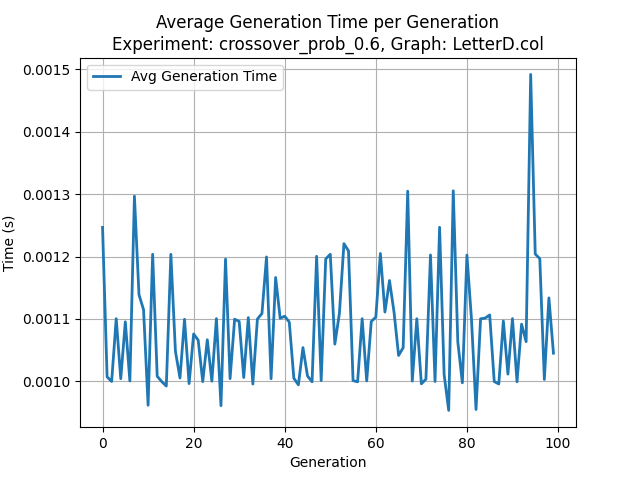 Average Generation Time per Generation
Experiment: crossover_prob_0.6, Graph: LetterD.col
Avg Generation Time
0.0015
0.0014
0.0013
0.0012
0.0011
0.0010
Time (s)
0 20 40 60 80 100
Generation